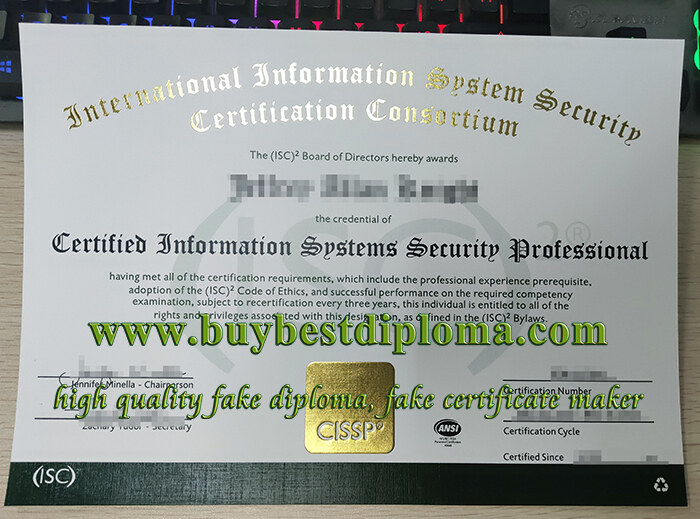 International Information System Security
Certification Consortium
The (ISC)² Board of Directors hereby awards
the credential of
(ISC)2®
Certified Information Systems Security Professional
having met all of the certification requirements, which include the professional experience prerequisite,
adoption of the (ISC)² Code of Ethics, and successful performance on the required competency
examination, subject to recertification every three years, this individual is entitled to all of the
rights and privileges associated with this designation, as defined in the (ISC)² Bylaws.
www.buybestdiploma.com
Jennifer Minella - Chairperson
high quality fake diploma, fake certificate maker
Certification Number
Zachary Tudor - Secretary
CISSP®
ANSI
Certification Cycle
Certified Since
(ISC)